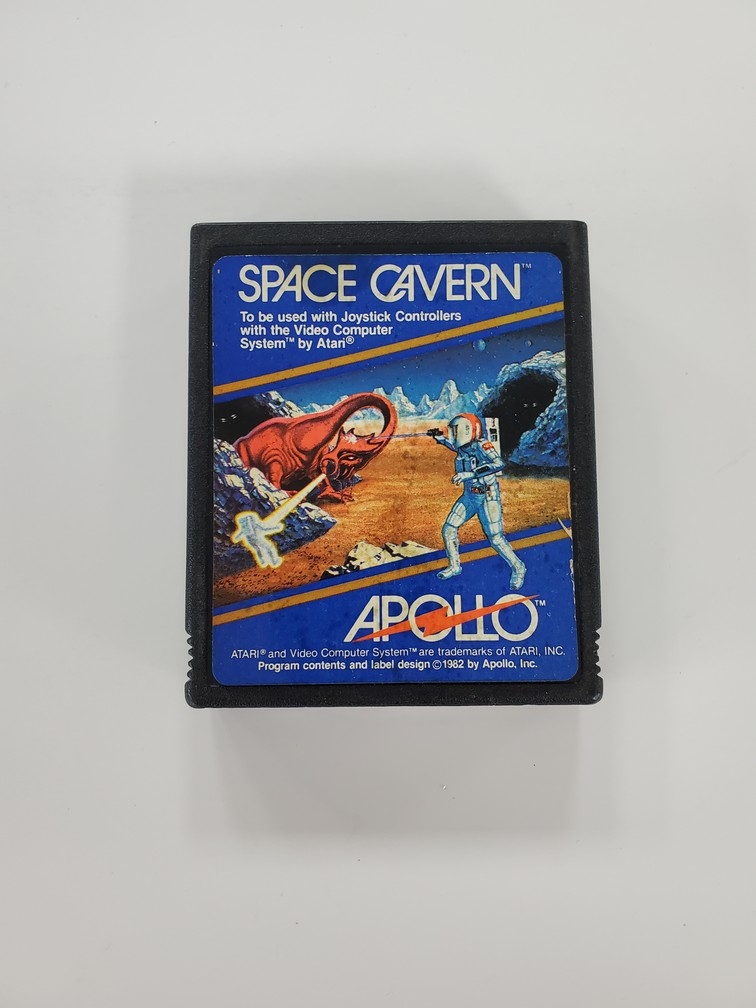 SPACE CAVERN™
To be used with Joystick Controllers
with the Video Computer
System™ by Atari®
APOLLO™
ATARI® and Video Computer System™ are trademarks of ATARI, INC.
Program contents and label design ©1982 by Apollo, Inc.